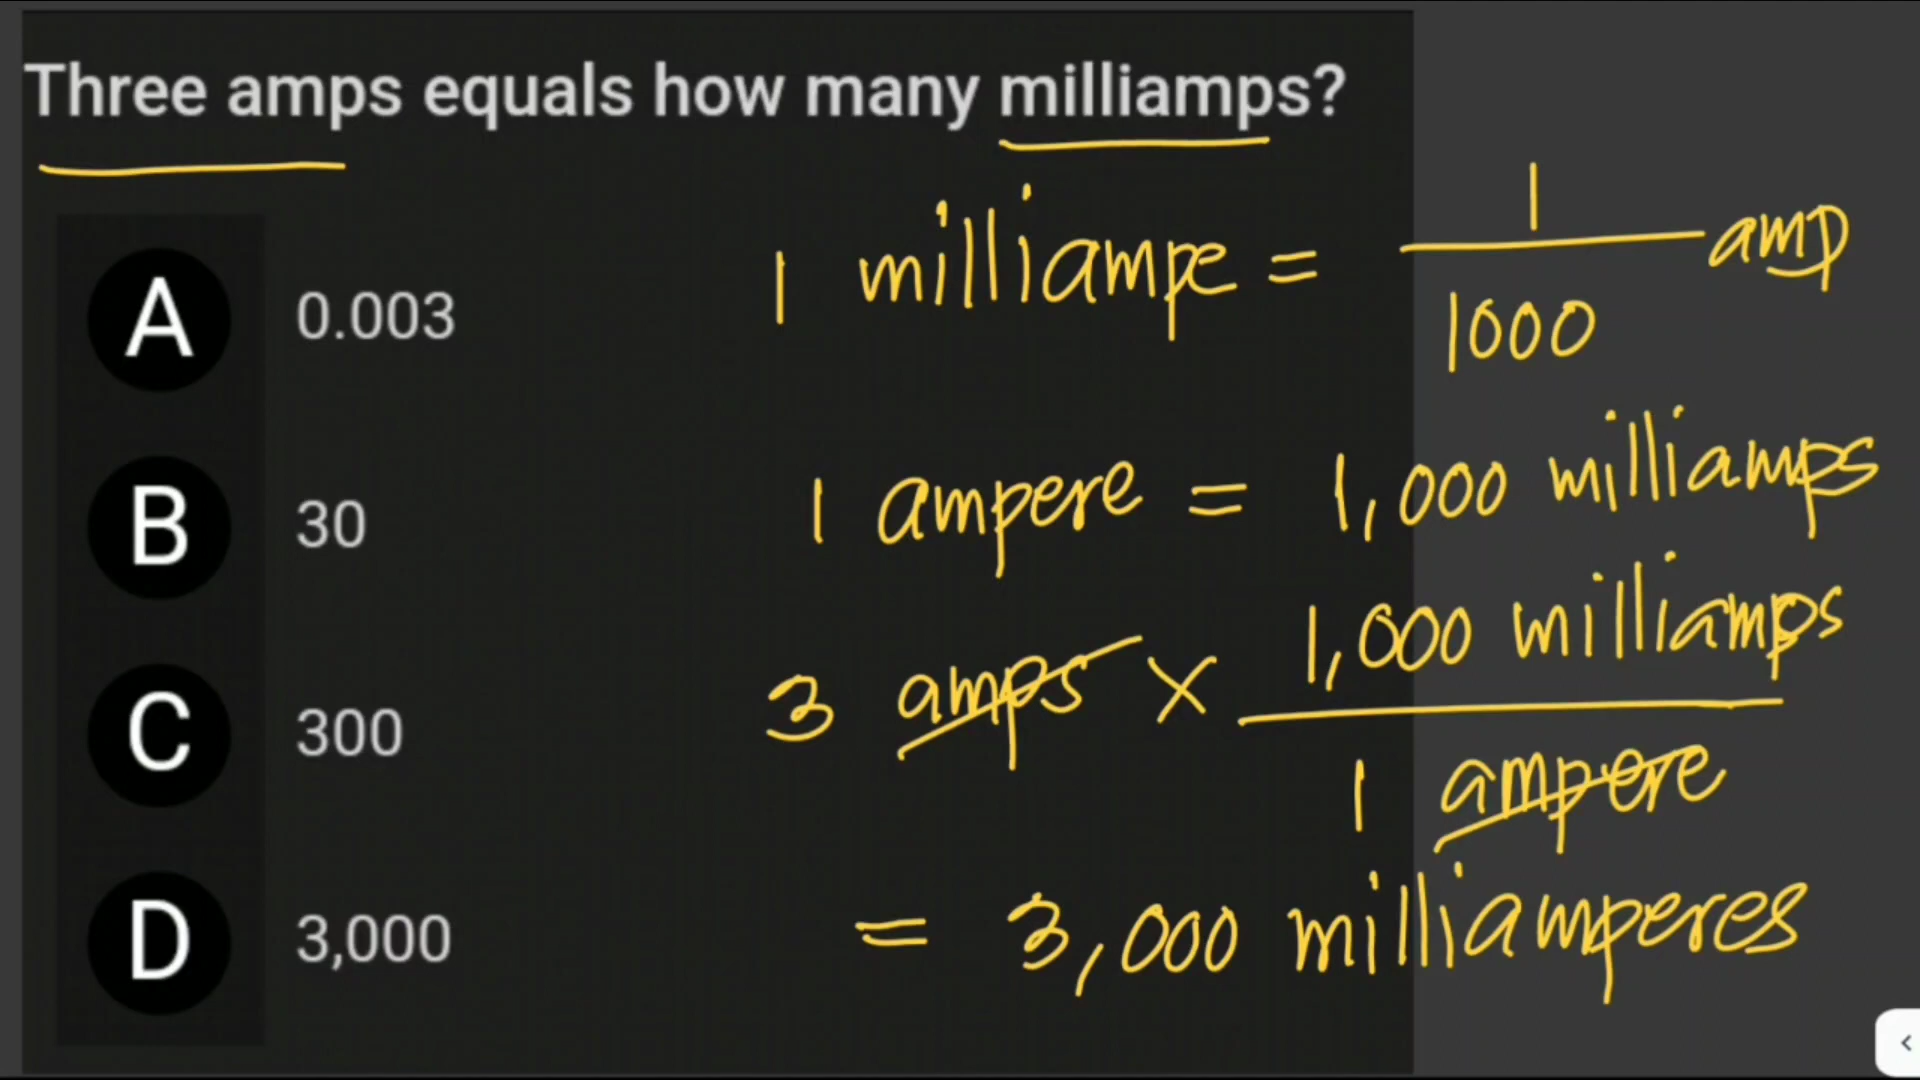 Three amps equals how many milliamps?
A 0.003
B 30
C 300
D 3,000
1 milliampe = 1/1000 amp
1 ampere = 1,000 milliamps
3 amps × 1,000 milliamps / 1 ampere
= 3,000 milliamperes